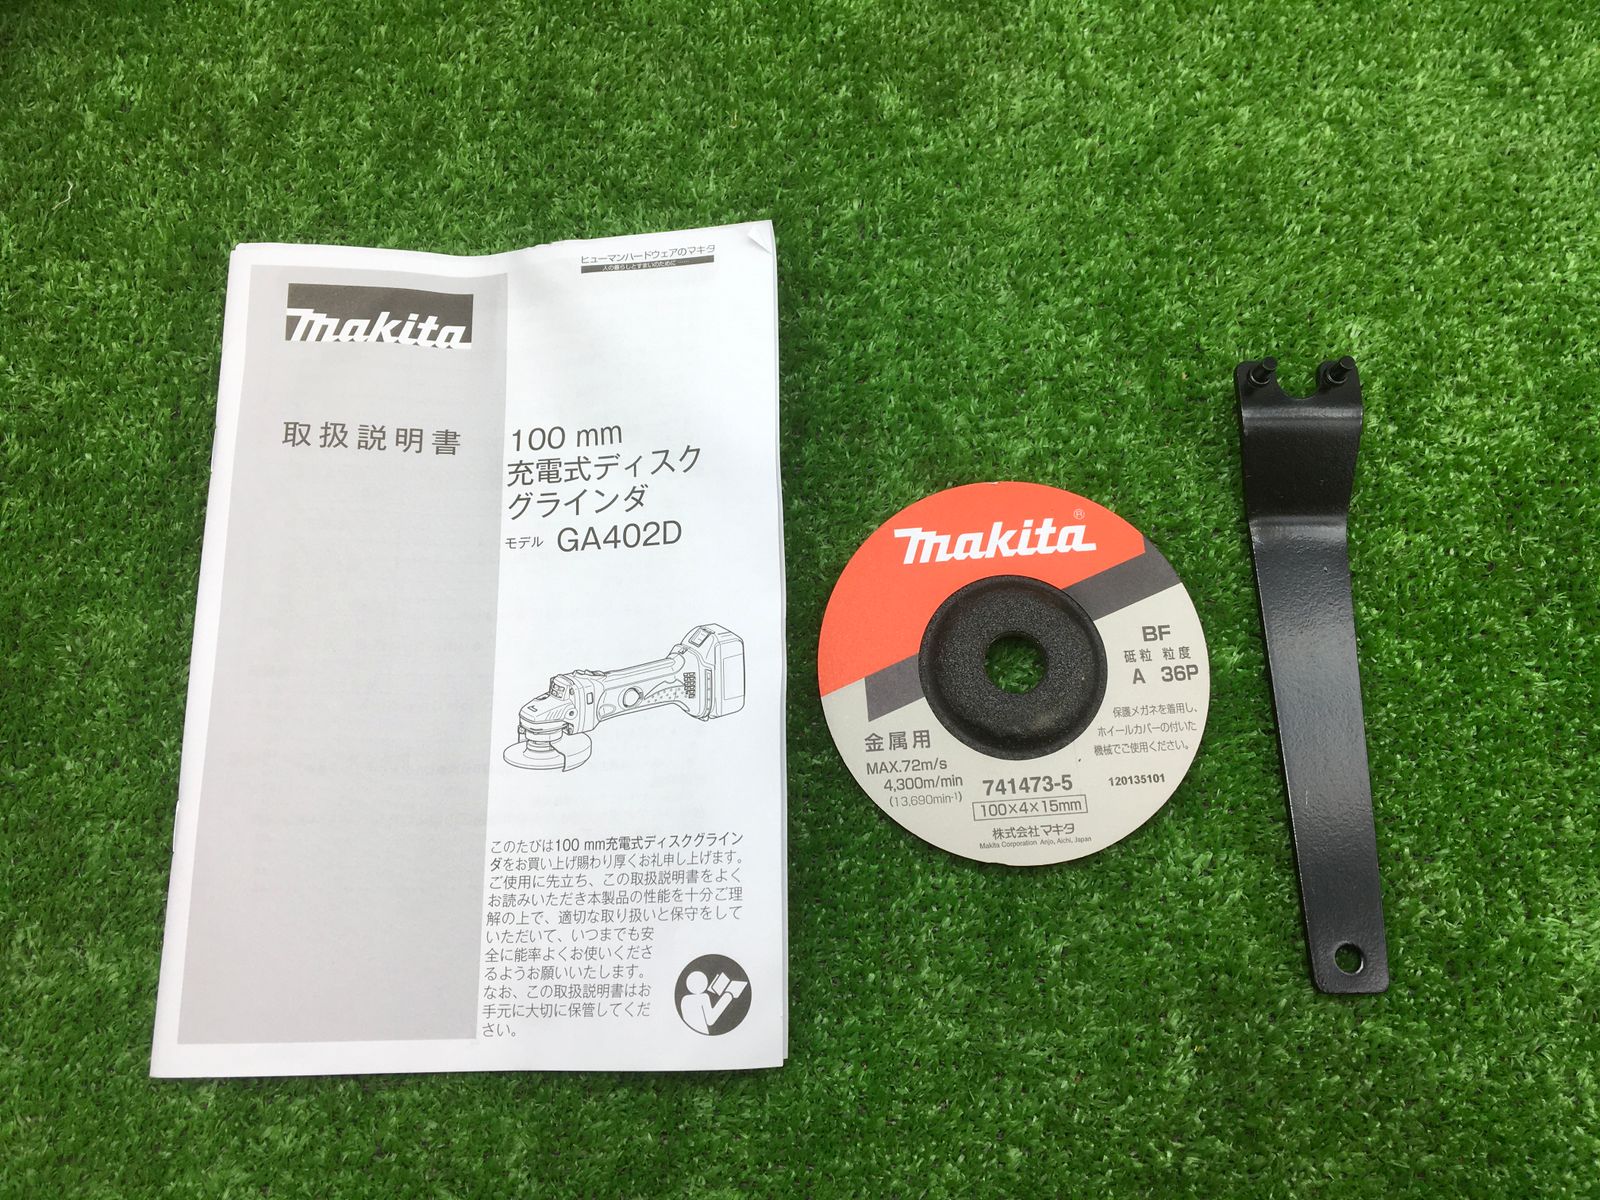 ヒューマンハードウェアのマキタ
人の暮らしとすまいのために……
makita
取扱説明書
100 mm
充電式ディスク
グラインダ
モデル GA402D
このたびは100 mm充電式ディスクグライン
ダをお買い上げ賜わり厚くお礼申し上げます。
ご使用に先立ち、この取扱説明書をよく
お読みいただき本製品の性能を十分ご理
解の上で、適切な取り扱いと保守をして
いただいて、いつまでも安
全に能率よくお使いくださ
るようお願いいたします。
なお、この取扱説明書はお
手元に大切に保管してくだ
さい。
makita®
BF
砥粒 粒度
A 36P
保護メガネを着用し、
ホイールカバーの付いた
機械でご使用ください。
金属用
MAX.72m/s
4,300m/min
(13,690min-¹)
741473-5
120135101
100×4×15mm
株式会社マキタ
Makita Corporation Anjo, Aichi, Japan